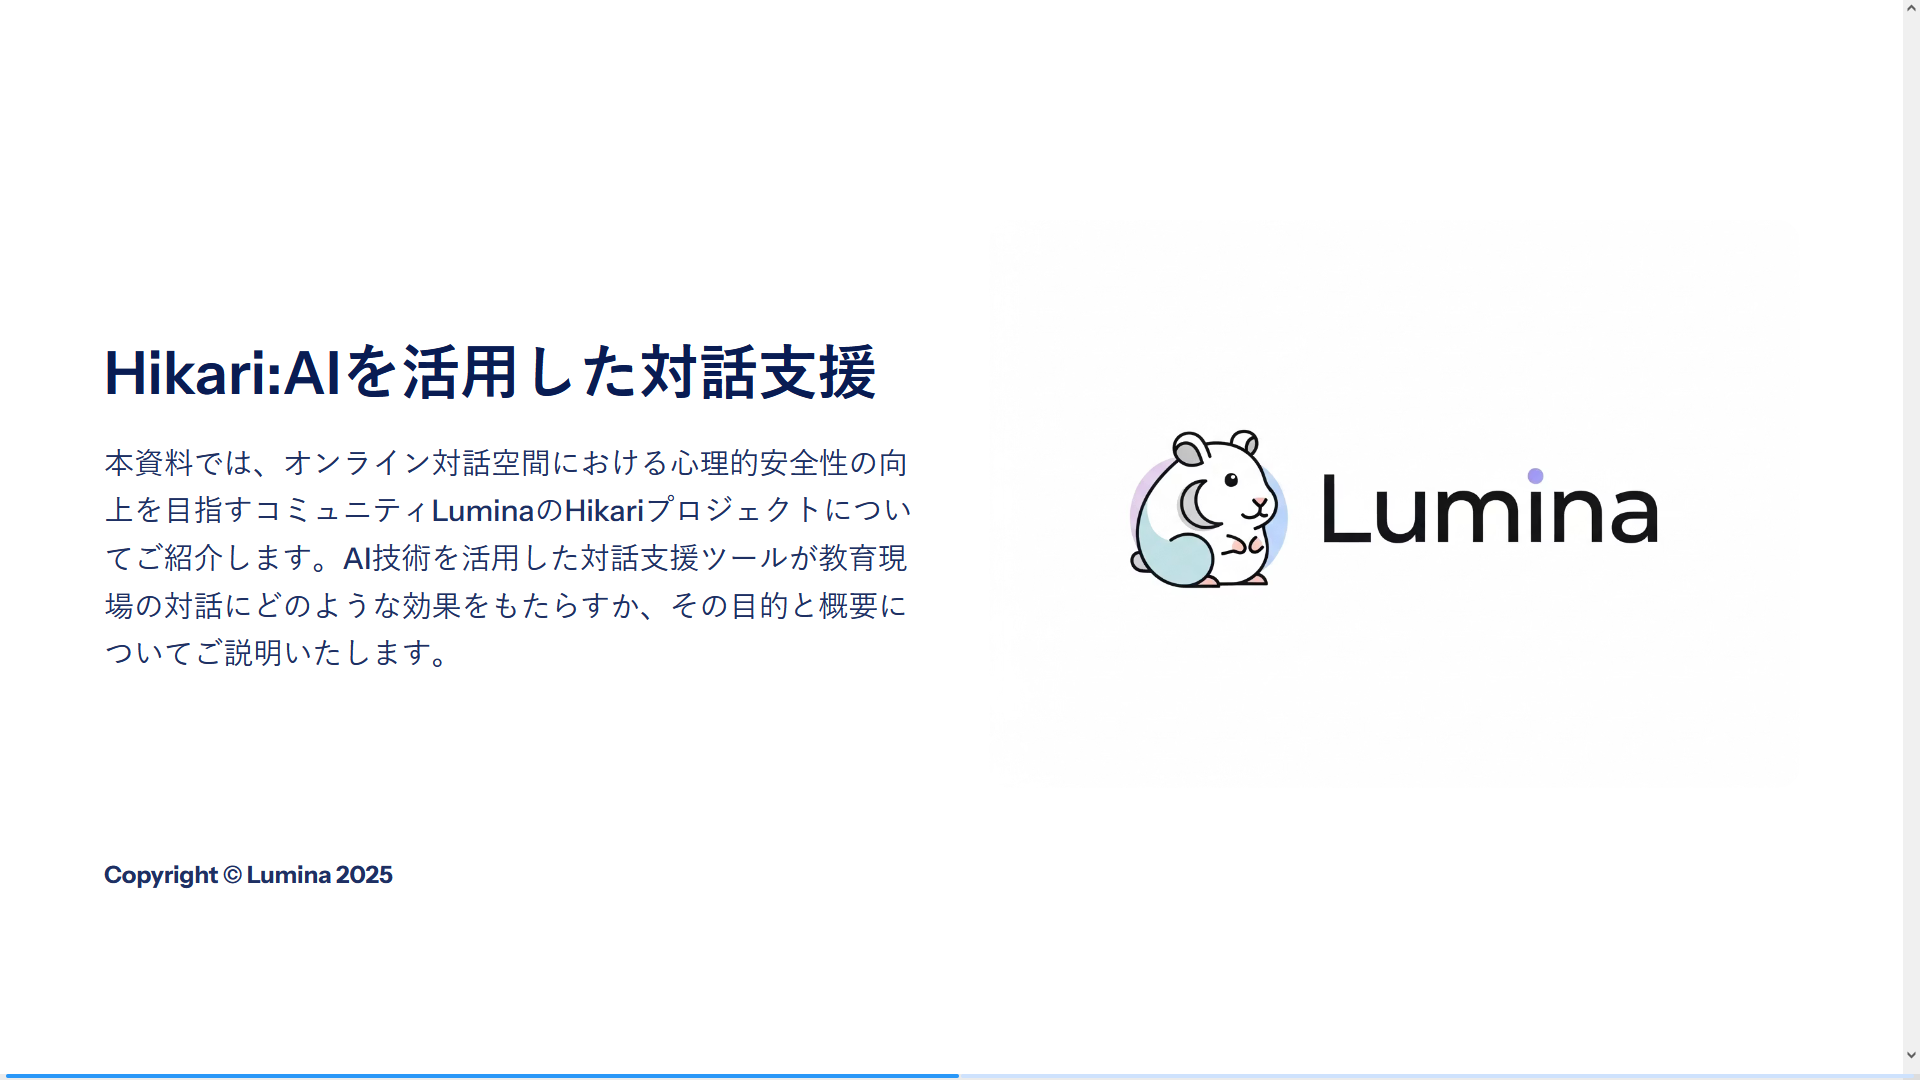 Hikari:AIを活用した対話支援
本資料では、オンライン対話空間における心理的安全性の向
上を目指すコミュニティLuminaのHikariプロジェクトについ
てご紹介します。AI技術を活用した対話支援ツールが教育現
場の対話にどのような効果をもたらすか、その目的と概要に
ついてご説明いたします。
Lumina
Copyright © Lumina 2025